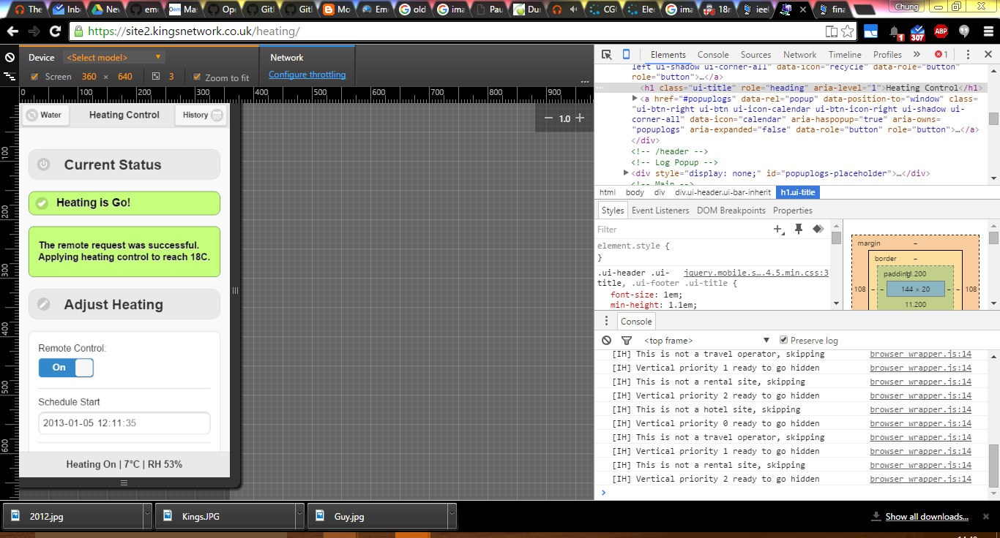 The
Inb
New
emo
Oem
Mas
Ope
Gitl
Gitl
Mo
Eme
old
ima
Pau
Dur
CG
Elec
ima
18n
ieet
fina
Chung
https://site2.kingsnetwork.co.uk/heating/
1
307
ABP
Device
<Select model>
Screen 360 × 640
3
Zoom to fit
Network
Configure throttling
...
0 100 200 300 400 500 600 700 800 900
100
200
300
400
500
600
1.0
Water
Heating Control
History
Current Status
Heating is Go!
The remote request was successful.
Applying heating control to reach 18C.
Adjust Heating
Remote Control:
On
Schedule Start
2013-01-05 12:11:35
Heating On | 7°C | RH 53%
Elements Console Sources Network Timeline Profiles » 1
left ui-shadow ui-corner-all" data-icon="recycle" data-role="button"
role="button">…</a>
<h1 class="ui-title" role="heading" aria-level="1">Heating Control</h1>
<a href="#popuplogs" data-rel="popup" data-position-to="window" class=
"ui-btn-right ui-btn ui-icon-calendar ui-btn-icon-right ui-shadow ui-
corner-all" data-icon="calendar" aria-haspopup="true" aria-owns=
"popuplogs" aria-expanded="false" data-role="button" role="button">…</a>
</div>
<!-- /header -->
<!-- Log Popup -->
<div style="display: none;" id="popuplogs-placeholder">…</div>
<!-- Main -->
html body div div.ui-header.ui-bar-inherit h1.ui-title
Styles Event Listeners DOM Breakpoints Properties
Filter
element.style {
}
.ui-header .ui- jquery.mobile.s….4.5.min.css:3
title, .ui-footer .ui-title {
font-size: 1em;
min-height: 1.1em;
margin –
border –
padding 11.200
108 – – 144 × 20 – – 108
11.200
Console
<top frame>
Preserve log
[IH] This is not a travel operator, skipping browser_wrapper.js:14
[IH] Vertical priority 1 ready to go hidden browser_wrapper.js:14
[IH] This is not a rental site, skipping browser_wrapper.js:14
[IH] Vertical priority 2 ready to go hidden browser_wrapper.js:14
[IH] This is not a hotel site, skipping browser_wrapper.js:14
[IH] Vertical priority 0 ready to go hidden browser_wrapper.js:14
[IH] This is not a travel operator, skipping browser_wrapper.js:14
[IH] Vertical priority 1 ready to go hidden browser_wrapper.js:14
[IH] This is not a rental site, skipping browser_wrapper.js:14
[IH] Vertical priority 2 ready to go hidden browser_wrapper.js:14
>
2012.jpg
KingsJPG
Guy.jpg
Show all downloads...